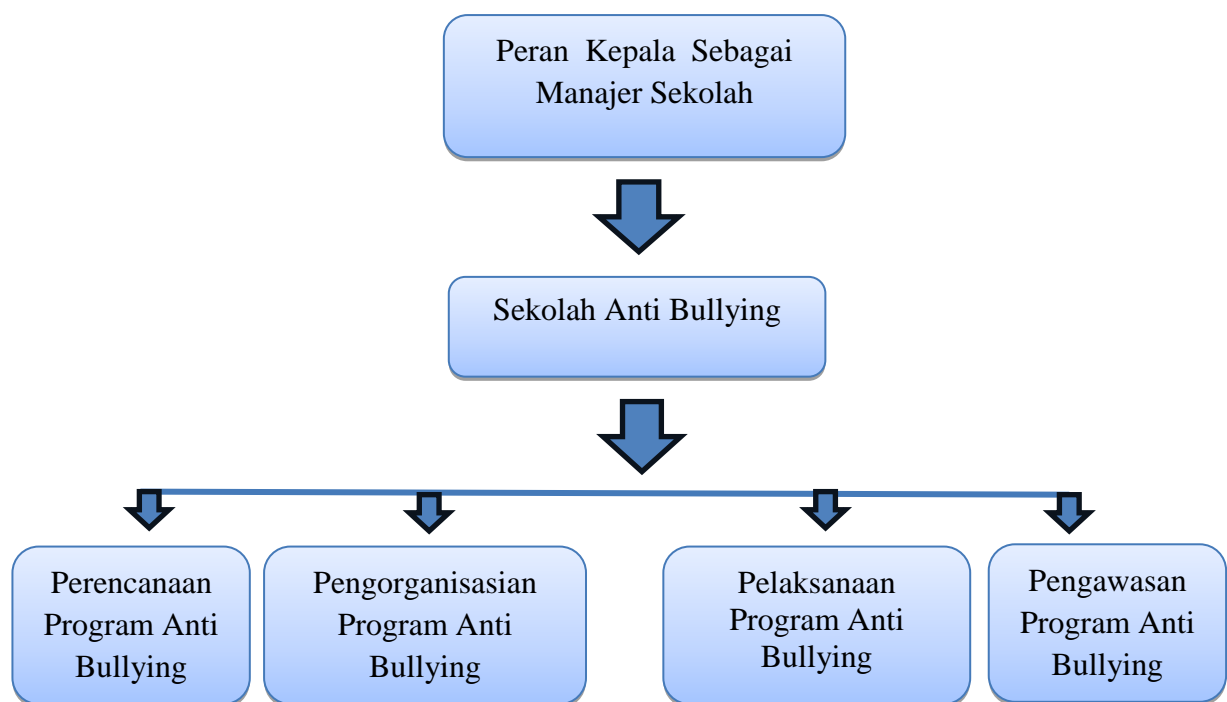 Peran Kepala Sebagai
Manajer Sekolah
Sekolah Anti Bullying
Perencanaan
Program Anti
Bullying
Pengorganisasian
Program Anti
Bullying
Pelaksanaan
Program Anti
Bullying
Pengawasan
Program Anti
Bullying